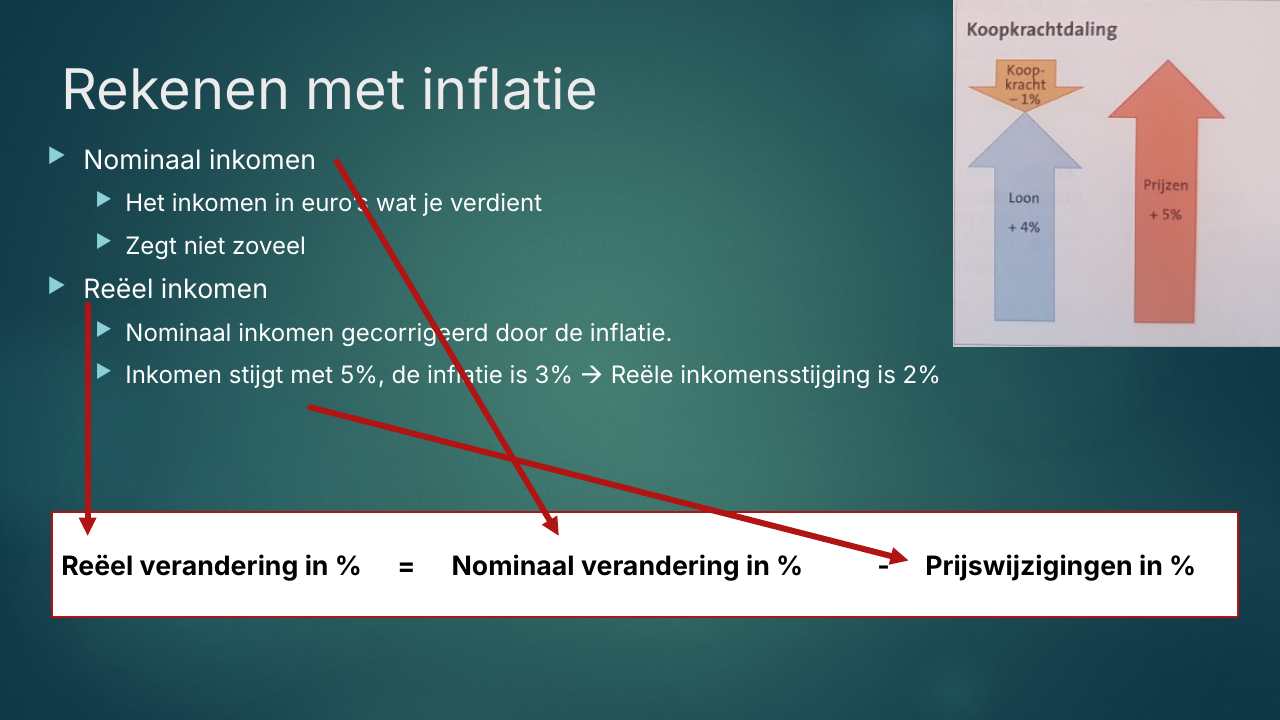 Rekenen met inflatie
Nominaal inkomen
Het inkomen in euro's wat je verdient
Zegt niet zoveel
Reëel inkomen
Nominaal inkomen gecorrigeerd door de inflatie.
Inkomen stijgt met 5%, de inflatie is 3% → Reële inkomensstijging is 2%
Koopkrachtdaling
Koop-
kracht
– 1%
Loon
+ 4%
Prijzen
+ 5%
Reëel verandering in % = Nominaal verandering in % - Prijswijzigingen in %